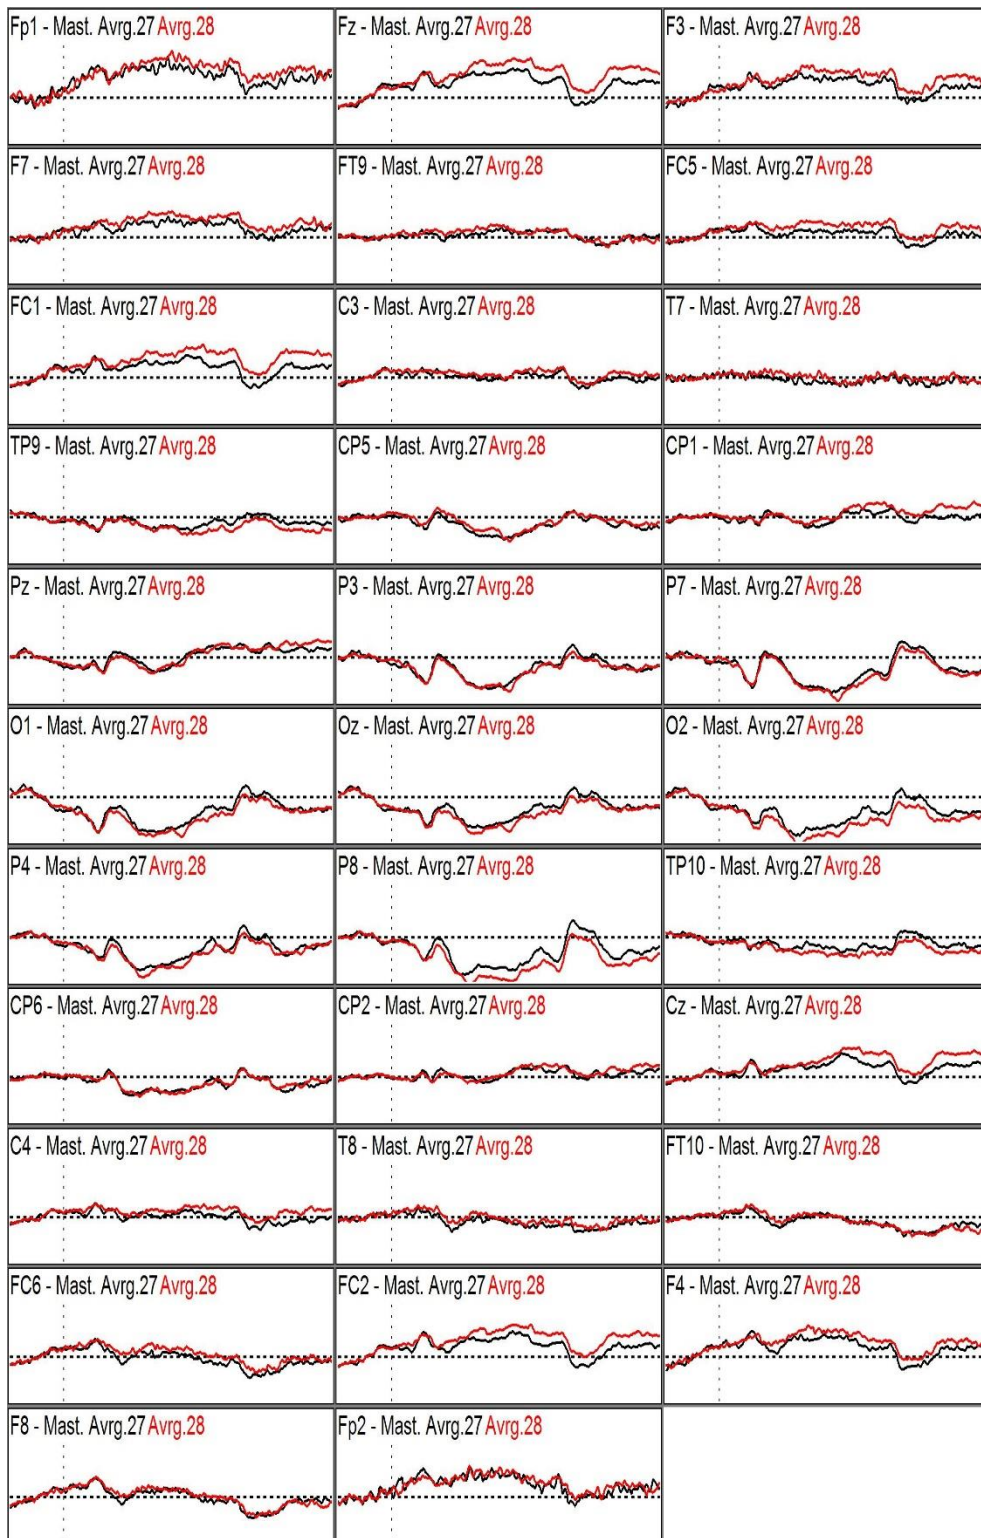 Fp1 - Mast. Avrg.27 Avrg.28
Fz - Mast. Avrg.27 Avrg.28
F3 - Mast. Avrg.27 Avrg.28
F7 - Mast. Avrg.27 Avrg.28
FT9 - Mast. Avrg.27 Avrg.28
FC5 - Mast. Avrg.27 Avrg.28
FC1 - Mast. Avrg.27 Avrg.28
C3 - Mast. Avrg.27 Avrg.28
T7 - Mast. Avrg.27 Avrg.28
TP9 - Mast. Avrg.27 Avrg.28
CP5 - Mast. Avrg.27 Avrg.28
CP1 - Mast. Avrg.27 Avrg.28
Pz - Mast. Avrg.27 Avrg.28
P3 - Mast. Avrg.27 Avrg.28
P7 - Mast. Avrg.27 Avrg.28
O1 - Mast. Avrg.27 Avrg.28
Oz - Mast. Avrg.27 Avrg.28
O2 - Mast. Avrg.27 Avrg.28
P4 - Mast. Avrg.27 Avrg.28
P8 - Mast. Avrg.27 Avrg.28
TP10 - Mast. Avrg.27 Avrg.28
CP6 - Mast. Avrg.27 Avrg.28
CP2 - Mast. Avrg.27 Avrg.28
Cz - Mast. Avrg.27 Avrg.28
C4 - Mast. Avrg.27 Avrg.28
T8 - Mast. Avrg.27 Avrg.28
FT10 - Mast. Avrg.27 Avrg.28
FC6 - Mast. Avrg.27 Avrg.28
FC2 - Mast. Avrg.27 Avrg.28
F4 - Mast. Avrg.27 Avrg.28
F8 - Mast. Avrg.27 Avrg.28
Fp2 - Mast. Avrg.27 Avrg.28